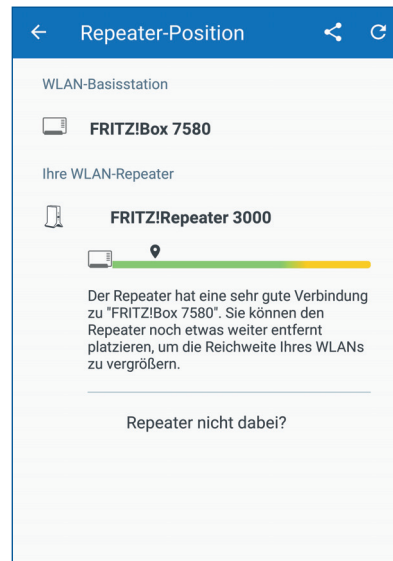 Repeater-Position
WLAN-Basisstation
FRITZ!Box 7580
Ihre WLAN-Repeater
FRITZ!Repeater 3000
Der Repeater hat eine sehr gute Verbindung
zu "FRITZ!Box 7580". Sie können den
Repeater noch etwas weiter entfernt
platzieren, um die Reichweite Ihres WLANs
zu vergrößern.
Repeater nicht dabei?